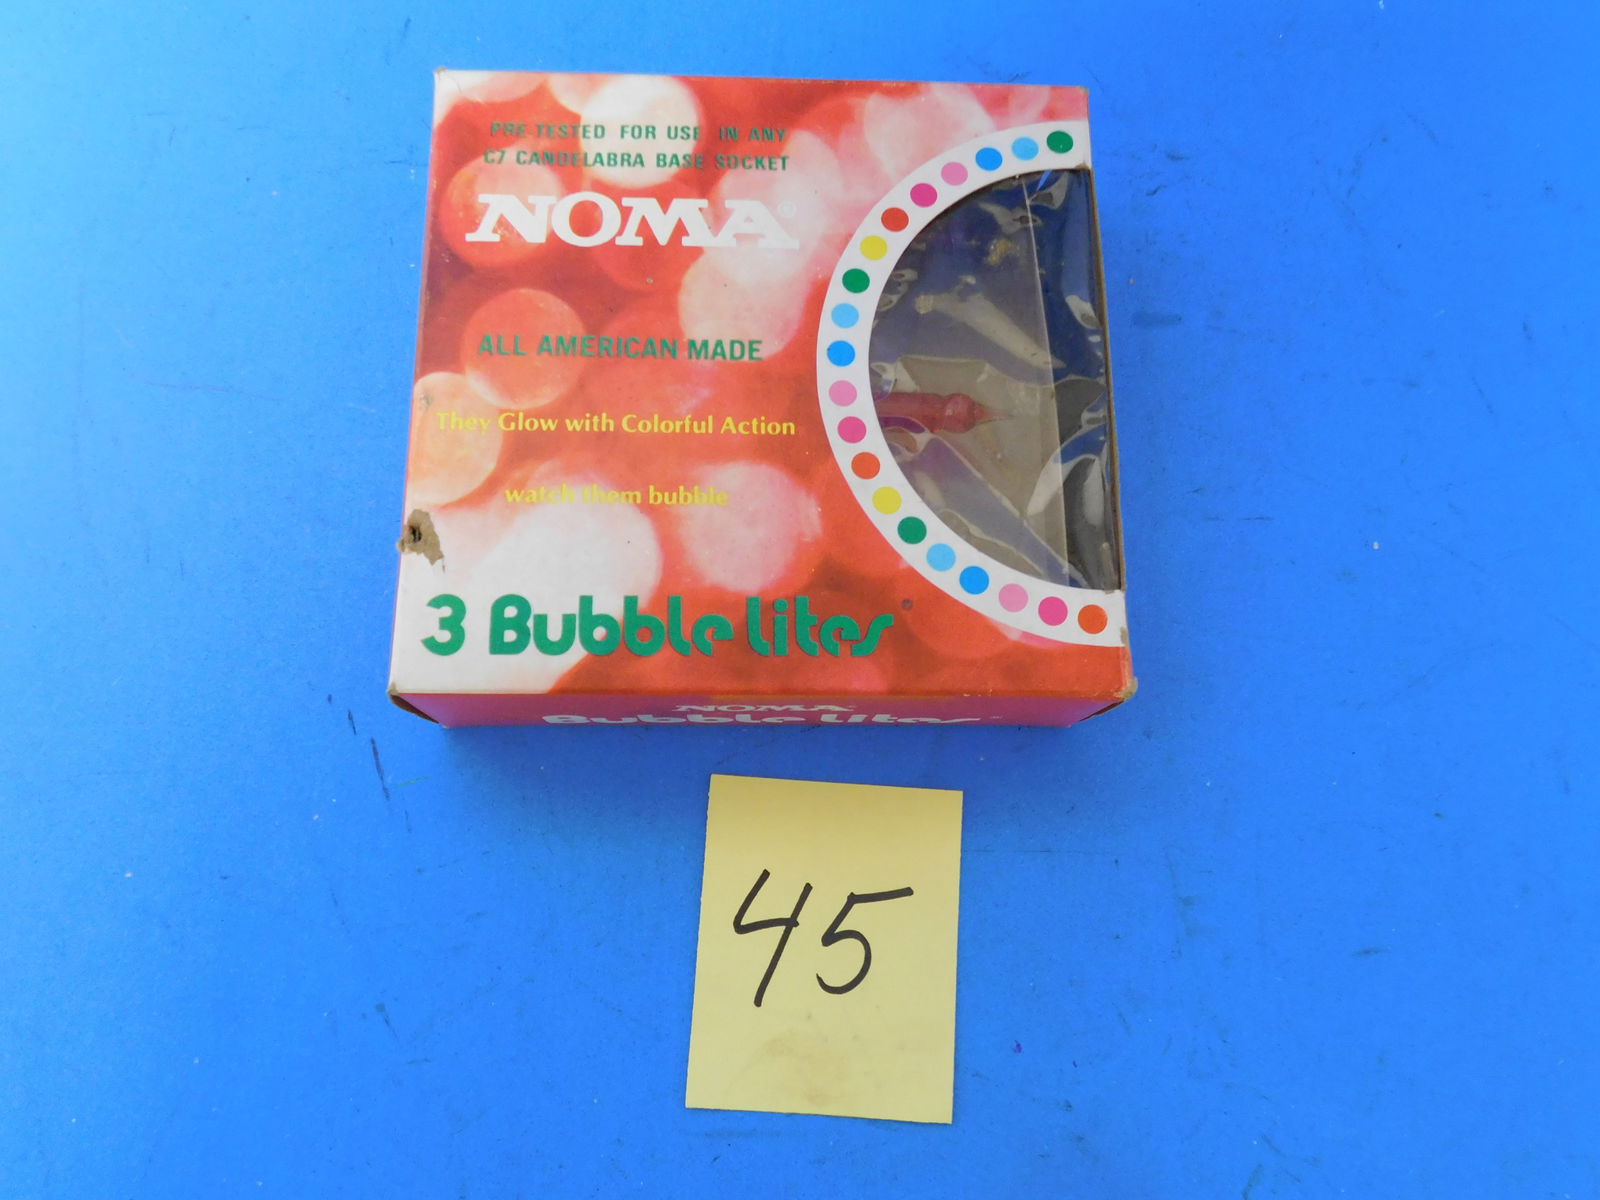 PRE-TESTED FOR USE IN ANY
C7 CANDELABRA BASE SOCKET
NOMA®
ALL AMERICAN MADE
They Glow with Colorful Action
watch them bubble
3 Bubble Lites®
NOMA®
Bubble Lites®
45